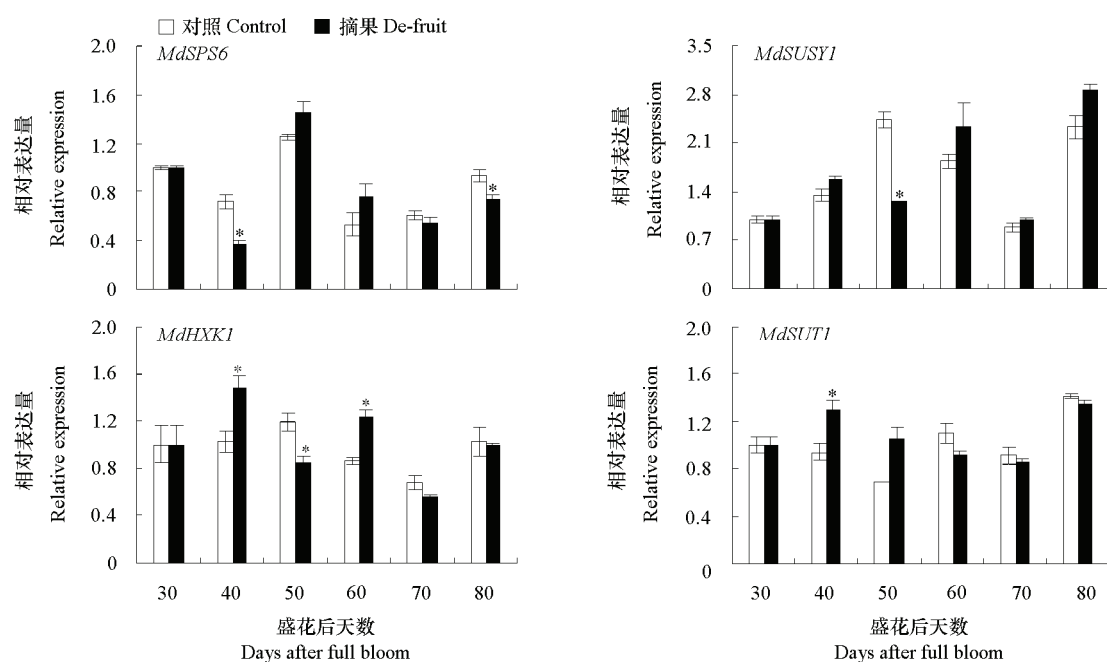 对照 Control 摘果 De-fruit
MdSPS6
2.0
1.6
1.2
0.8
0.4
0
相对表达量
Relative expression
*
*
MdSUSY1
3.5
2.8
2.1
1.4
0.7
0
相对表达量
Relative expression
*
MdHXK1
2.0
1.6
1.2
0.8
0.4
0
相对表达量
Relative expression
*
*
*
30 40 50 60 70 80
盛花后天数
Days after full bloom
MdSUT1
2.0
1.6
1.2
0.8
0.4
0
相对表达量
Relative expression
*
30 40 50 60 70 80
盛花后天数
Days after full bloom